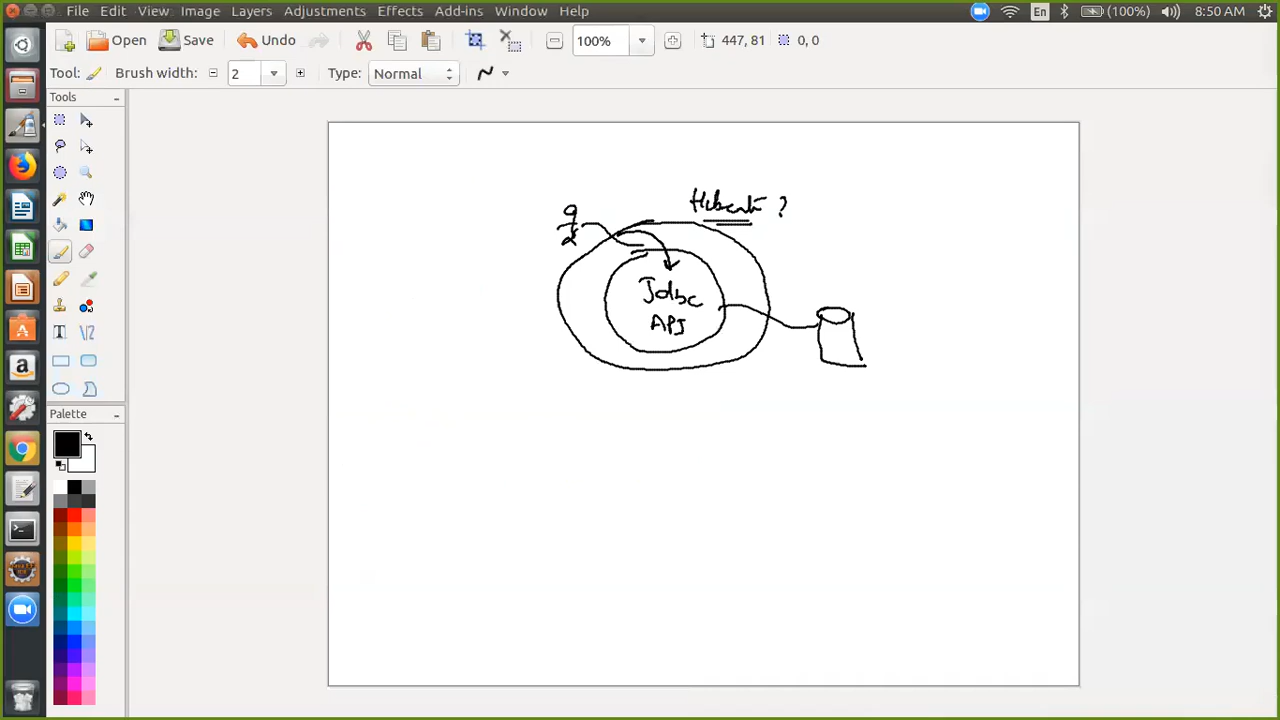 File Edit View Image Layers Adjustments Effects Add-ins Window Help En (100%) 8:50 AM
Open Save Undo 100% 447, 81 0, 0
Tool: Brush width: 2 Type: Normal
Tools
Palette
?
Jdbc
API